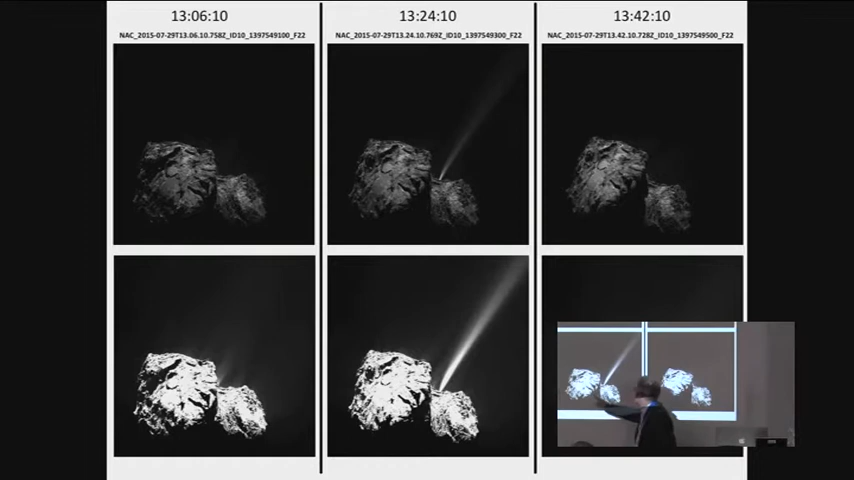 13:06:10
13:24:10
13:42:10
NAC_2015-07-29T13.06.10.758Z_ID10_1397549100_F22
NAC_2015-07-29T13.24.10.769Z_ID10_1397549300_F22
NAC_2015-07-29T13.42.10.728Z_ID10_1397549500_F22